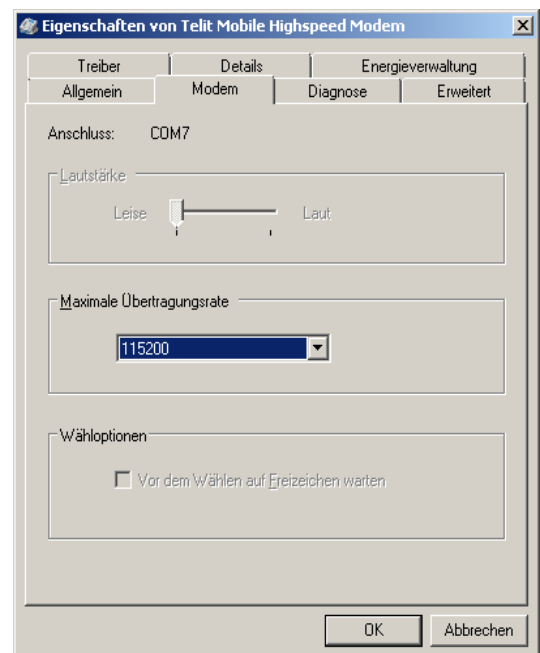 Eigenschaften von Telit Mobile Highspeed Modem
Treiber Details Energieverwaltung
Allgemein Modem Diagnose Erweitert
Anschluss: COM7
Lautstärke
Leise Laut
Maximale Übertragungsrate
115200
Wähloptionen
Vor dem Wählen auf Freizeichen warten
OK Abbrechen